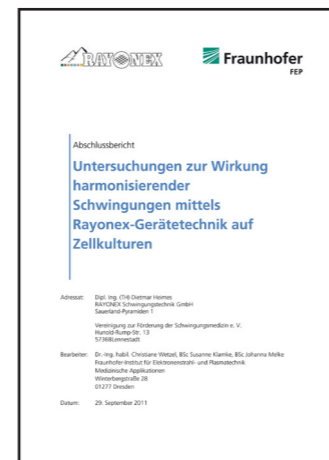 RAYONEX
Fraunhofer
FEP
Abschlussbericht
Untersuchungen zur Wirkung
harmonisierender
Schwingungen mittels
Rayonex-Gerätetechnik auf
Zellkulturen
Adressat: Dipl. Ing. (TH) Dietmar Heimes
RAYONEX Schwingungstechnik GmbH
Sauerland-Pyramiden 1
Vereinigung zur Förderung der Schwingungsmedizin e. V.
Hunold-Rump-Str. 13
57368Lennestadt
Bearbeiter: Dr.-Ing. habil. Christiane Wetzel, BSc Susanne Klamke, BSc Johanna Melke
Fraunhofer-Institut für Elektronenstrahl- und Plasmatechnik
Medizinische Applikationen
Winterbergstraße 28
01277 Dresden
Datum: 29. September 2011